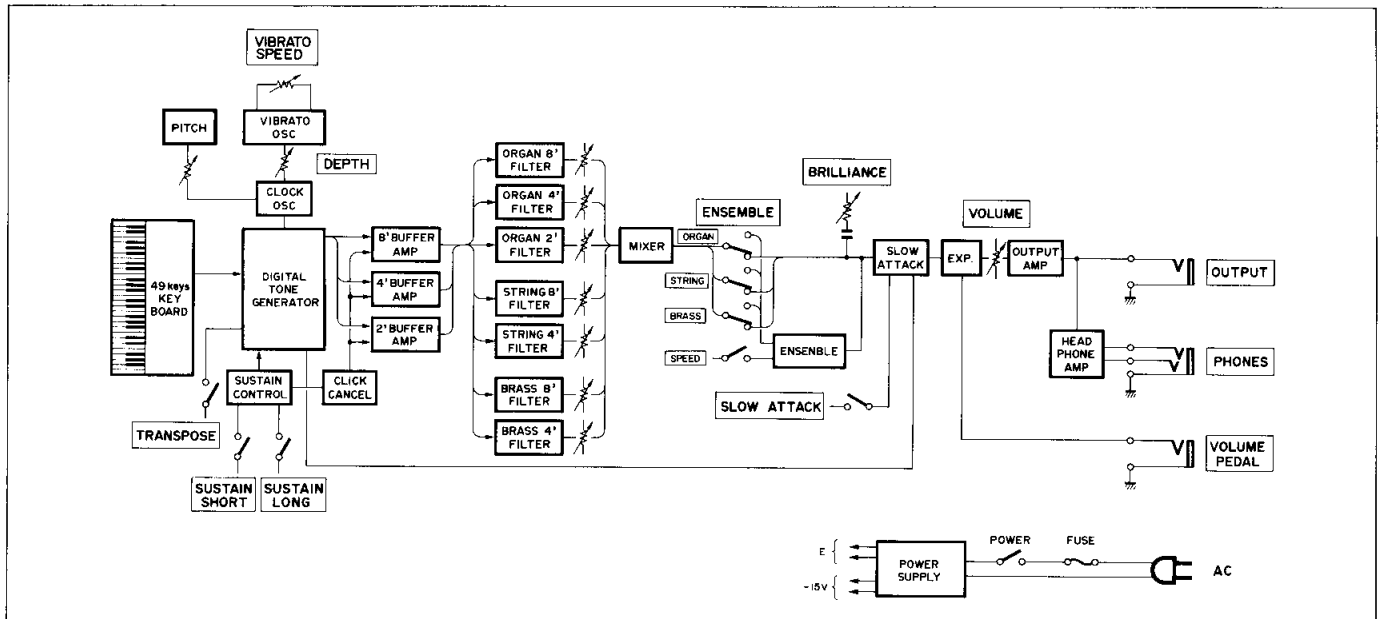 VIBRATO
SPEED
PITCH
VIBRATO
OSC
DEPTH
CLOCK
OSC
49 keys
KEY
BOARD
DIGITAL
TONE
GENERATOR
TRANSPOSE
SUSTAIN
CONTROL
CLICK
CANCEL
SUSTAIN
SHORT
SUSTAIN
LONG
8' BUFFER
AMP
4' BUFFER
AMP
2' BUFFER
AMP
ORGAN 8'
FILTER
ORGAN 4'
FILTER
ORGAN 2'
FILTER
STRING 8'
FILTER
STRING 4'
FILTER
BRASS 8'
FILTER
BRASS 4'
FILTER
MIXER
ENSEMBLE
ORGAN
STRING
BRASS
SPEED
ENSEMBLE
BRILLIANCE
SLOW ATTACK
SLOW
ATTACK
EXP.
VOLUME
OUTPUT
AMP
HEAD
PHONE
AMP
OUTPUT
PHONES
VOLUME
PEDAL
E
-15V
POWER
SUPPLY
POWER
FUSE
AC